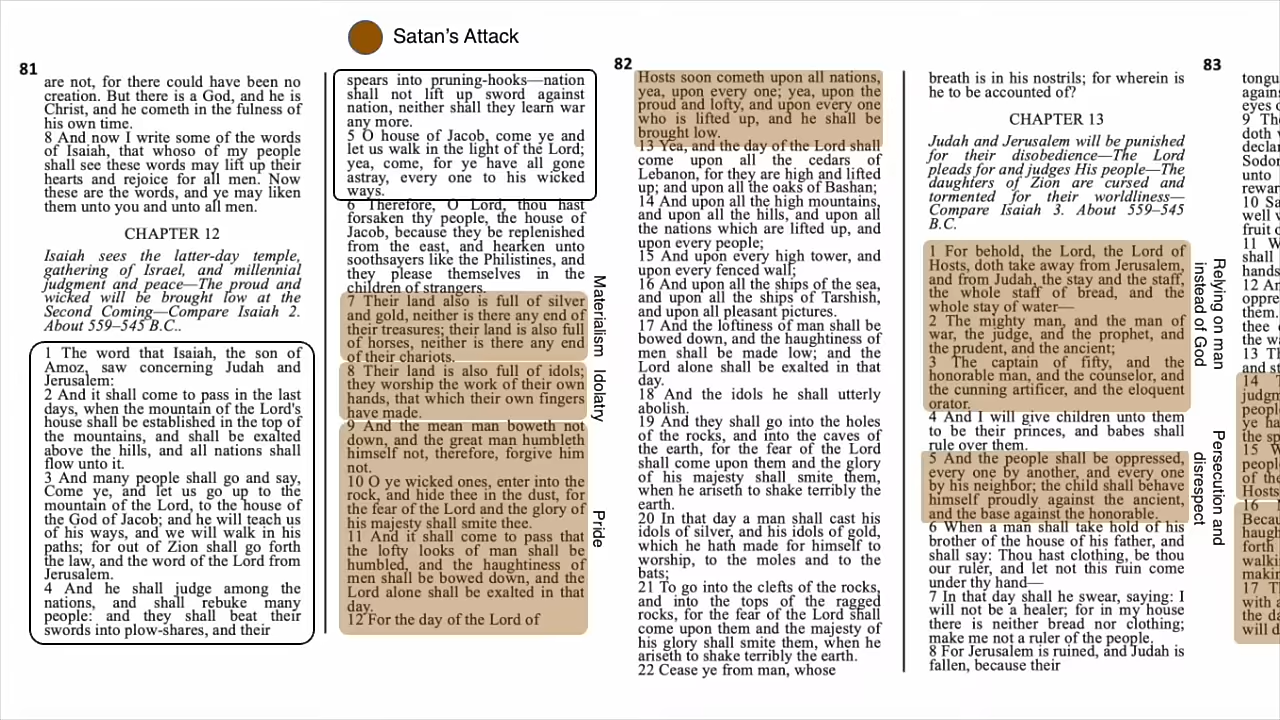 Satan's Attack
81
are not, for there could have been no
creation. But there is a God, and he is
Christ, and he cometh in the fulness of
his own time.
8 And now I write some of the words
of Isaiah, that whoso of my people
shall see these words may lift up their
hearts and rejoice for all men. Now
these are the words, and ye may liken
them unto you and unto all men.
CHAPTER 12
Isaiah sees the latter-day temple,
gathering of Israel, and millennial
judgment and peace—The proud and
wicked will be brought low at the
Second Coming—Compare Isaiah 2.
About 559–545 B.C..
1 The word that Isaiah, the son of
Amoz, saw concerning Judah and
Jerusalem:
2 And it shall come to pass in the last
days, when the mountain of the Lord's
house shall be established in the top of
the mountains, and shall be exalted
above the hills, and all nations shall
flow unto it.
3 And many people shall go and say,
Come ye, and let us go up to the
mountain of the Lord, to the house of
the God of Jacob; and he will teach us
of his ways, and we will walk in his
paths; for out of Zion shall go forth
the law, and the word of the Lord from
Jerusalem.
4 And he shall judge among the
nations, and shall rebuke many
people: and they shall beat their
swords into plow-shares, and their
spears into pruning-hooks—nation
shall not lift up sword against
nation, neither shall they learn war
any more.
5 O house of Jacob, come ye and
let us walk in the light of the Lord;
yea, come, for ye have all gone
astray, every one to his wicked
ways.
6 Therefore, O Lord, thou hast
forsaken thy people, the house of
Jacob, because they be replenished
from the east, and hearken unto
soothsayers like the Philistines, and
they please themselves in the
children of strangers.
7 Their land also is full of silver
and gold, neither is there any end of
their treasures; their land is also full
of horses, neither is there any end
of their chariots.
8 Their land is also full of idols;
they worship the work of their own
hands, that which their own fingers
have made.
9 And the mean man boweth not
down, and the great man humbleth
himself not, therefore, forgive him
not.
10 O ye wicked ones, enter into the
rock, and hide thee in the dust, for
the fear of the Lord and the glory of
his majesty shall smite thee.
11 And it shall come to pass that
the lofty looks of man shall be
humbled, and the haughtiness of
men shall be bowed down, and the
Lord alone shall be exalted in that
day.
12 For the day of the Lord of
Materialism
Idolatry
Pride
82
Hosts soon cometh upon all nations,
yea, upon every one; yea, upon the
proud and lofty, and upon every one
who is lifted up, and he shall be
brought low.
13 Yea, and the day of the Lord shall
come upon all the cedars of
Lebanon, for they are high and lifted
up; and upon all the oaks of Bashan;
14 And upon all the high mountains,
and upon all the hills, and upon all
the nations which are lifted up, and
upon every people;
15 And upon every high tower, and
upon every fenced wall;
16 And upon all the ships of the sea,
and upon all the ships of Tarshish,
and upon all pleasant pictures.
17 And the loftiness of man shall be
bowed down, and the haughtiness of
men shall be made low; and the
Lord alone shall be exalted in that
day.
18 And the idols he shall utterly
abolish.
19 And they shall go into the holes
of the rocks, and into the caves of
the earth, for the fear of the Lord
shall come upon them and the glory
of his majesty shall smite them,
when he ariseth to shake terribly the
earth.
20 In that day a man shall cast his
idols of silver, and his idols of gold,
which he hath made for himself to
worship, to the moles and to the
bats;
21 To go into the clefts of the rocks,
and into the tops of the ragged
rocks, for the fear of the Lord shall
come upon them and the majesty of
his glory shall smite them, when he
ariseth to shake terribly the earth.
22 Cease ye from man, whose
breath is in his nostrils; for wherein is
he to be accounted of?
CHAPTER 13
Judah and Jerusalem will be punished
for their disobedience—The Lord
pleads for and judges His people—The
daughters of Zion are cursed and
tormented for their worldliness—
Compare Isaiah 3. About 559–545
B.C.
1 For behold, the Lord, the Lord of
Hosts, doth take away from Jerusalem,
and from Judah, the stay and the staff,
the whole staff of bread, and the
whole stay of water—
2 The mighty man, and the man of
war, the judge, and the prophet, and
the prudent, and the ancient;
3 The captain of fifty, and the
honorable man, and the counselor, and
the cunning artificer, and the eloquent
orator.
4 And I will give children unto them
to be their princes, and babes shall
rule over them.
5 And the people shall be oppressed,
every one by another, and every one
by his neighbor; the child shall behave
himself proudly against the ancient,
and the base against the honorable.
6 When a man shall take hold of his
brother of the house of his father, and
shall say: Thou hast clothing, be thou
our ruler, and let not this ruin come
under thy hand—
7 In that day shall he swear, saying: I
will not be a healer; for in my house
there is neither bread nor clothing;
make me not a ruler of the people.
8 For Jerusalem is ruined, and Judah is
fallen, because their
Relying on man
instead of God
Persecution and
disrespect
83
eyes
9
doth
unto
10
well
fruit
11
shall
hands
12
them.
thee
the
13
and
14
people
ye
the
15
people
of the
Hosts
16
forth
17
with
the
will